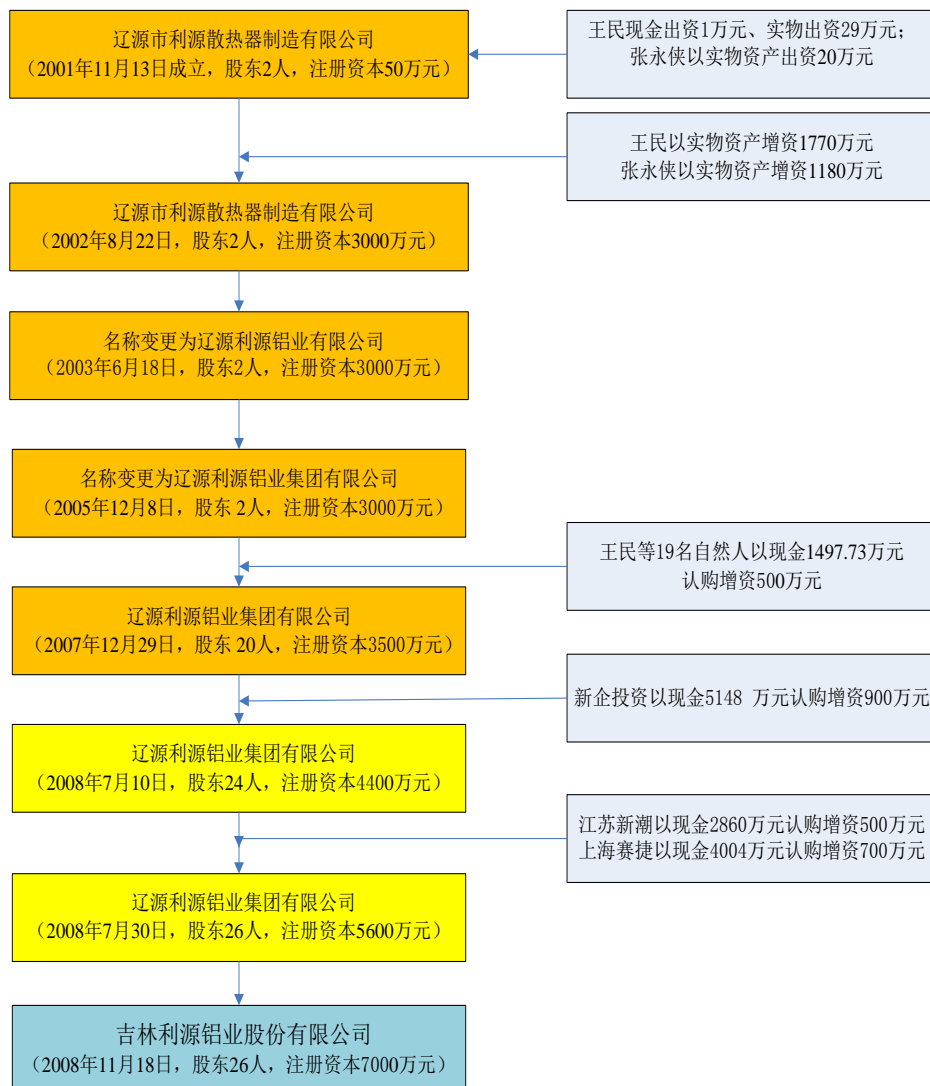 辽源市利源散热器制造有限公司
（2001年11月13日成立，股东2人，注册资本50万元）
王民现金出资1万元、实物出资29万元；
张永侠以实物资产出资20万元
王民以实物资产增资1770万元
张永侠以实物资产增资1180万元
辽源市利源散热器制造有限公司
（2002年8月22日，股东2人，注册资本3000万元）
名称变更为辽源利源铝业有限公司
（2003年6月18日，股东2人，注册资本3000万元）
名称变更为辽源利源铝业集团有限公司
（2005年12月8日，股东 2人，注册资本3000万元）
王民等19名自然人以现金1497.73万元
认购增资500万元
辽源利源铝业集团有限公司
（2007年12月29日，股东 20人，注册资本3500万元）
新企投资以现金5148 万元认购增资900万元
辽源利源铝业集团有限公司
（2008年7月10日，股东24人，注册资本4400万元）
江苏新潮以现金2860万元认购增资500万元
上海赛捷以现金4004万元认购增资700万元
辽源利源铝业集团有限公司
（2008年7月30日，股东26人，注册资本5600万元）
吉林利源铝业股份有限公司
（2008年11月18日，股东26人，注册资本7000万元）